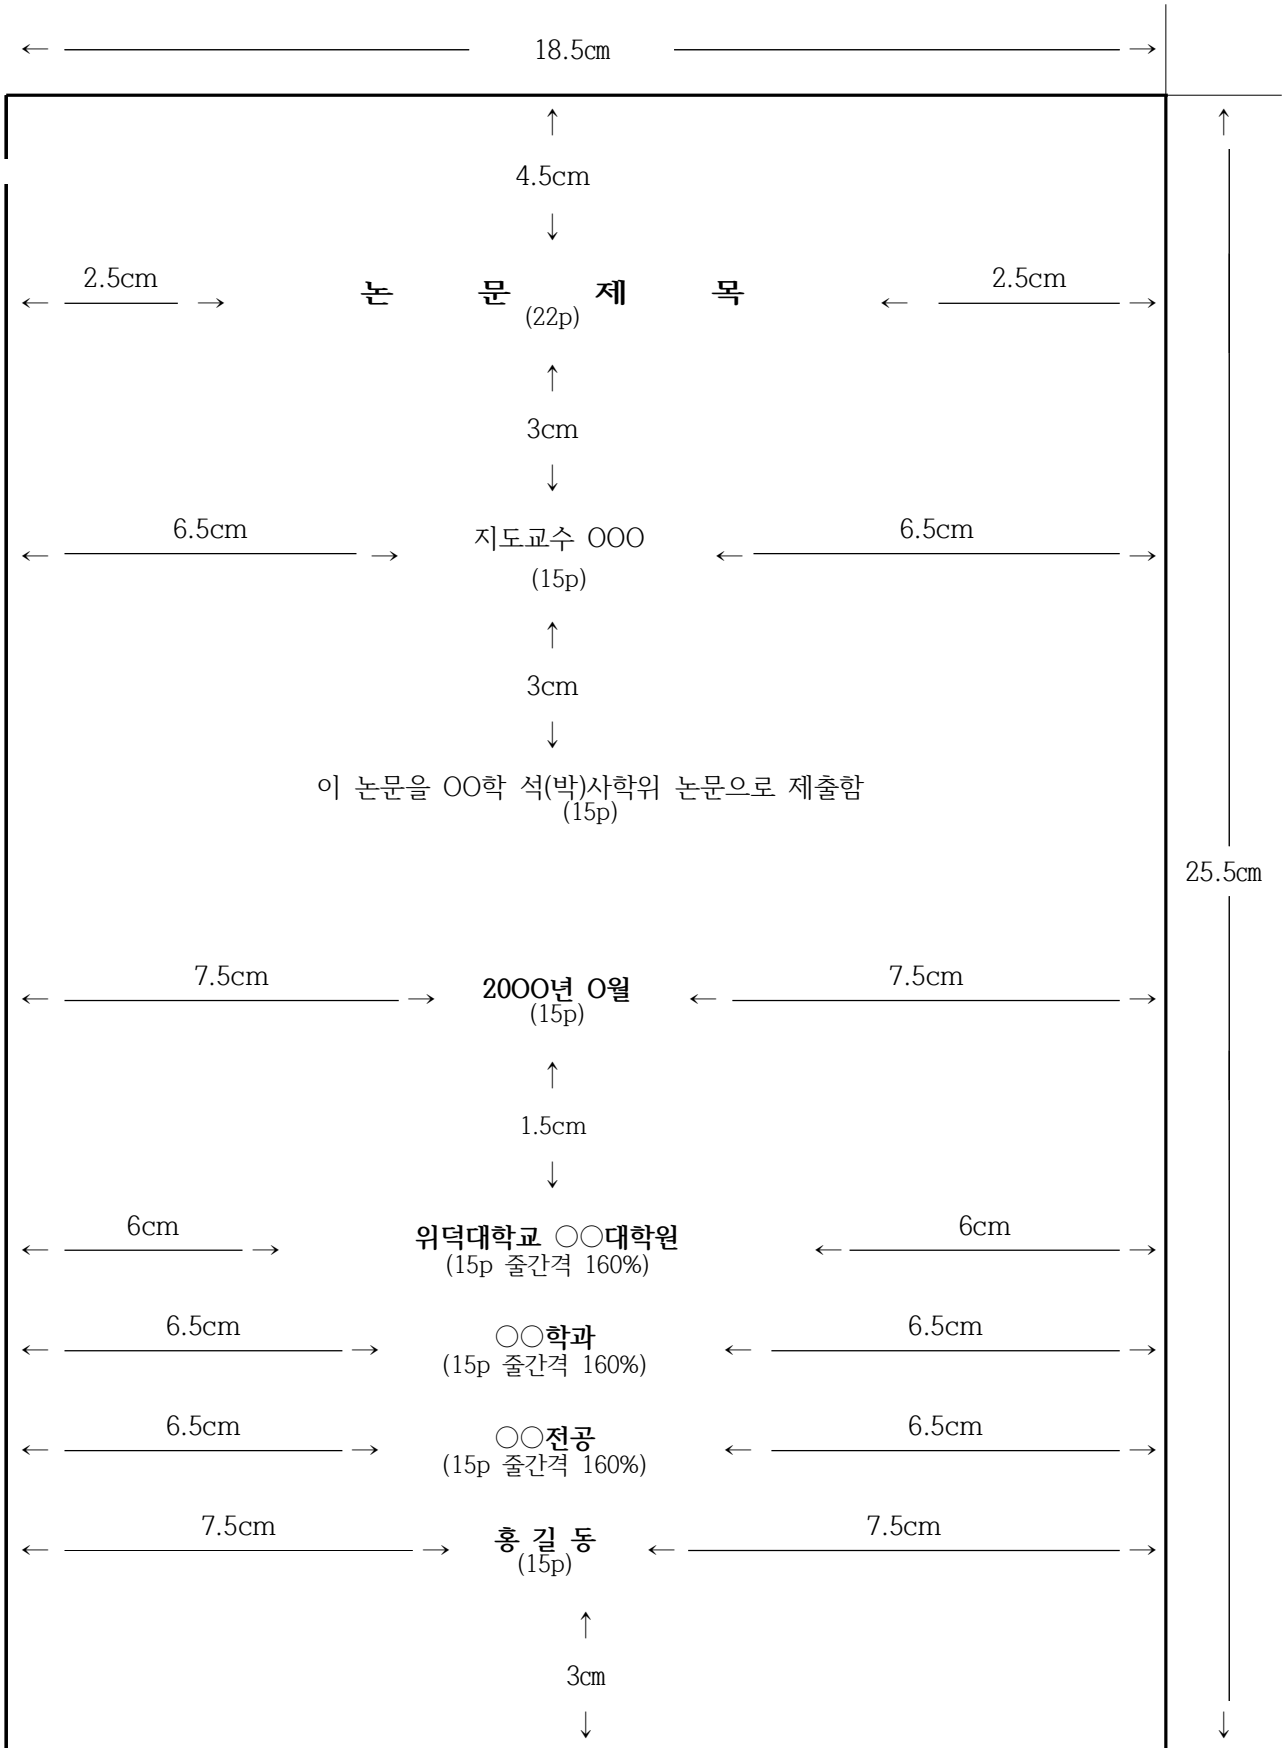 18.5㎝
4.5cm
2.5cm 논 문 제 목 2.5cm
(22p)
3cm
6.5cm 지도교수 OOO 6.5cm
(15p)
3cm
이 논문을 OO학 석(박)사학위 논문으로 제출함
(15p)
25.5㎝
7.5cm 2OOO년 O월 7.5cm
(15p)
1.5cm
6cm 위덕대학교 ○○대학원 6cm
(15p 줄간격 160%)
6.5cm ○○학과 6.5cm
(15p 줄간격 160%)
6.5cm ○○전공 6.5cm
(15p 줄간격 160%)
7.5cm 홍 길 동 7.5cm
(15p)
3㎝